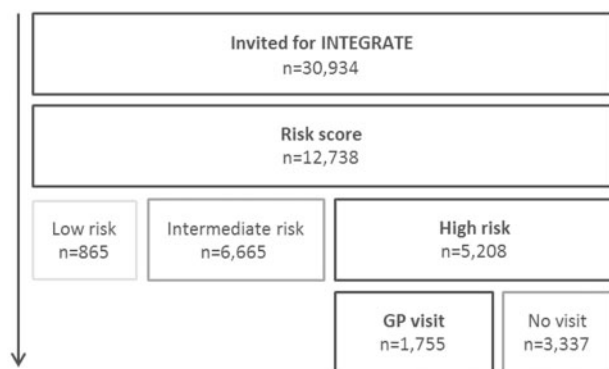 Invited for INTEGRATE
n=30,934
Risk score
n=12,738
Low risk
n=865
Intermediate risk
n=6,665
High risk
n=5,208
GP visit
n=1,755
No visit
n=3,337